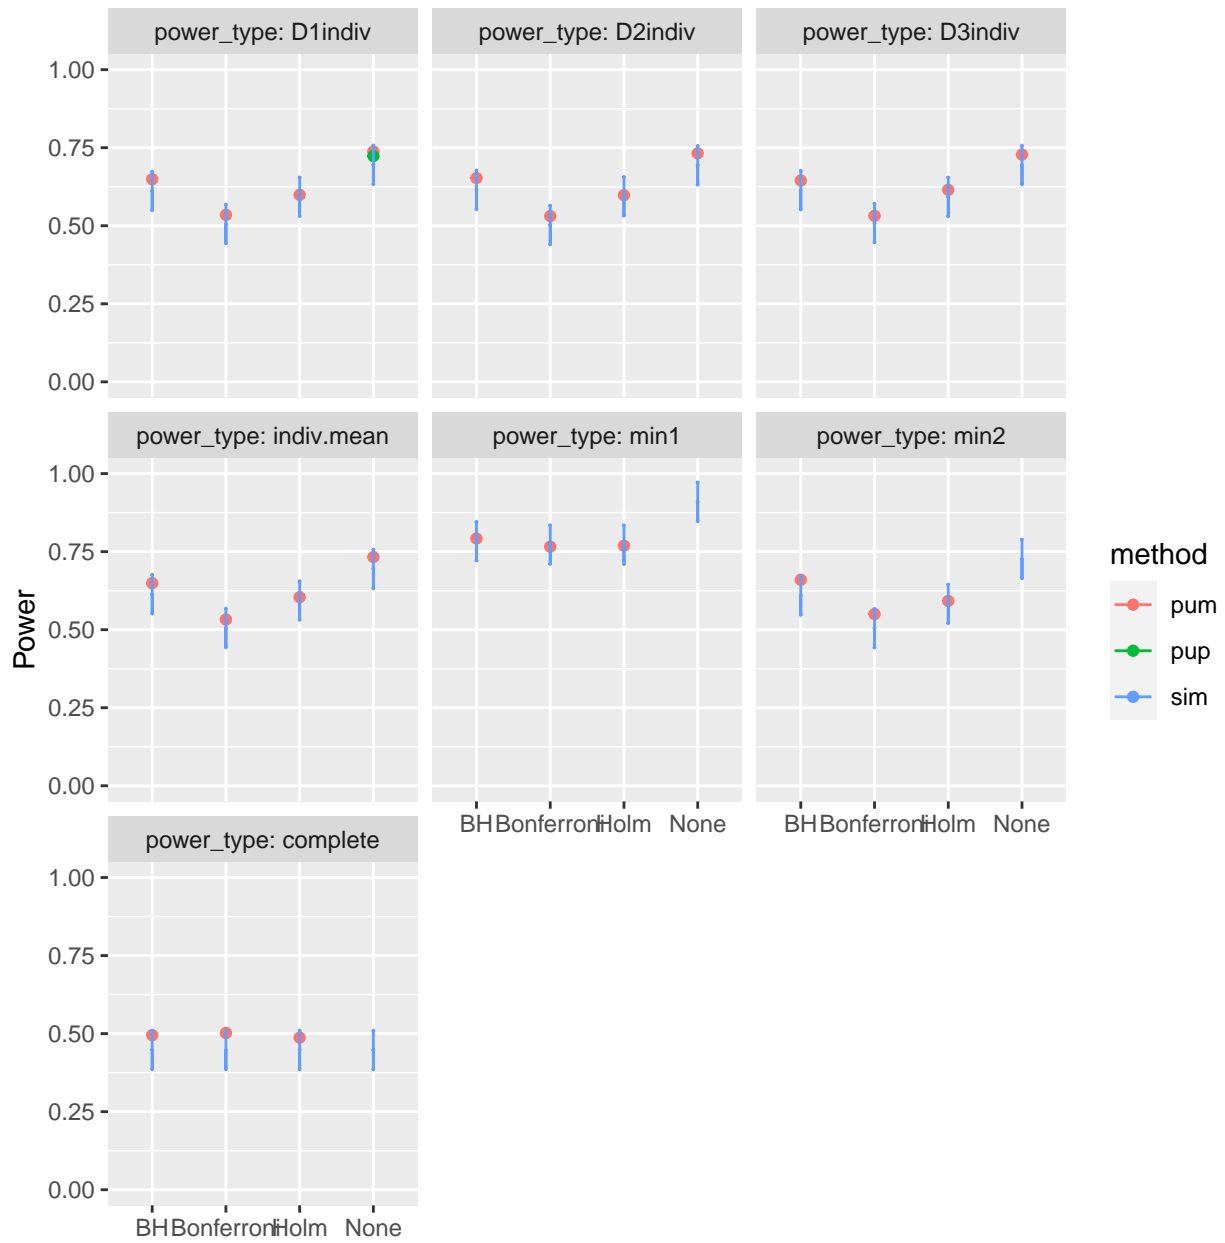 power_type: D1indiv
power_type: D2indiv
power_type: D3indiv
1.00
0.75
0.50
0.25
0.00
power_type: indiv.mean
power_type: min1
power_type: min2
1.00
0.75
0.50
0.25
0.00
BH Bonferroni Holm None
BH Bonferroni Holm None
power_type: complete
1.00
0.75
0.50
0.25
0.00
BH Bonferroni Holm None
Power
method
pum
pup
sim